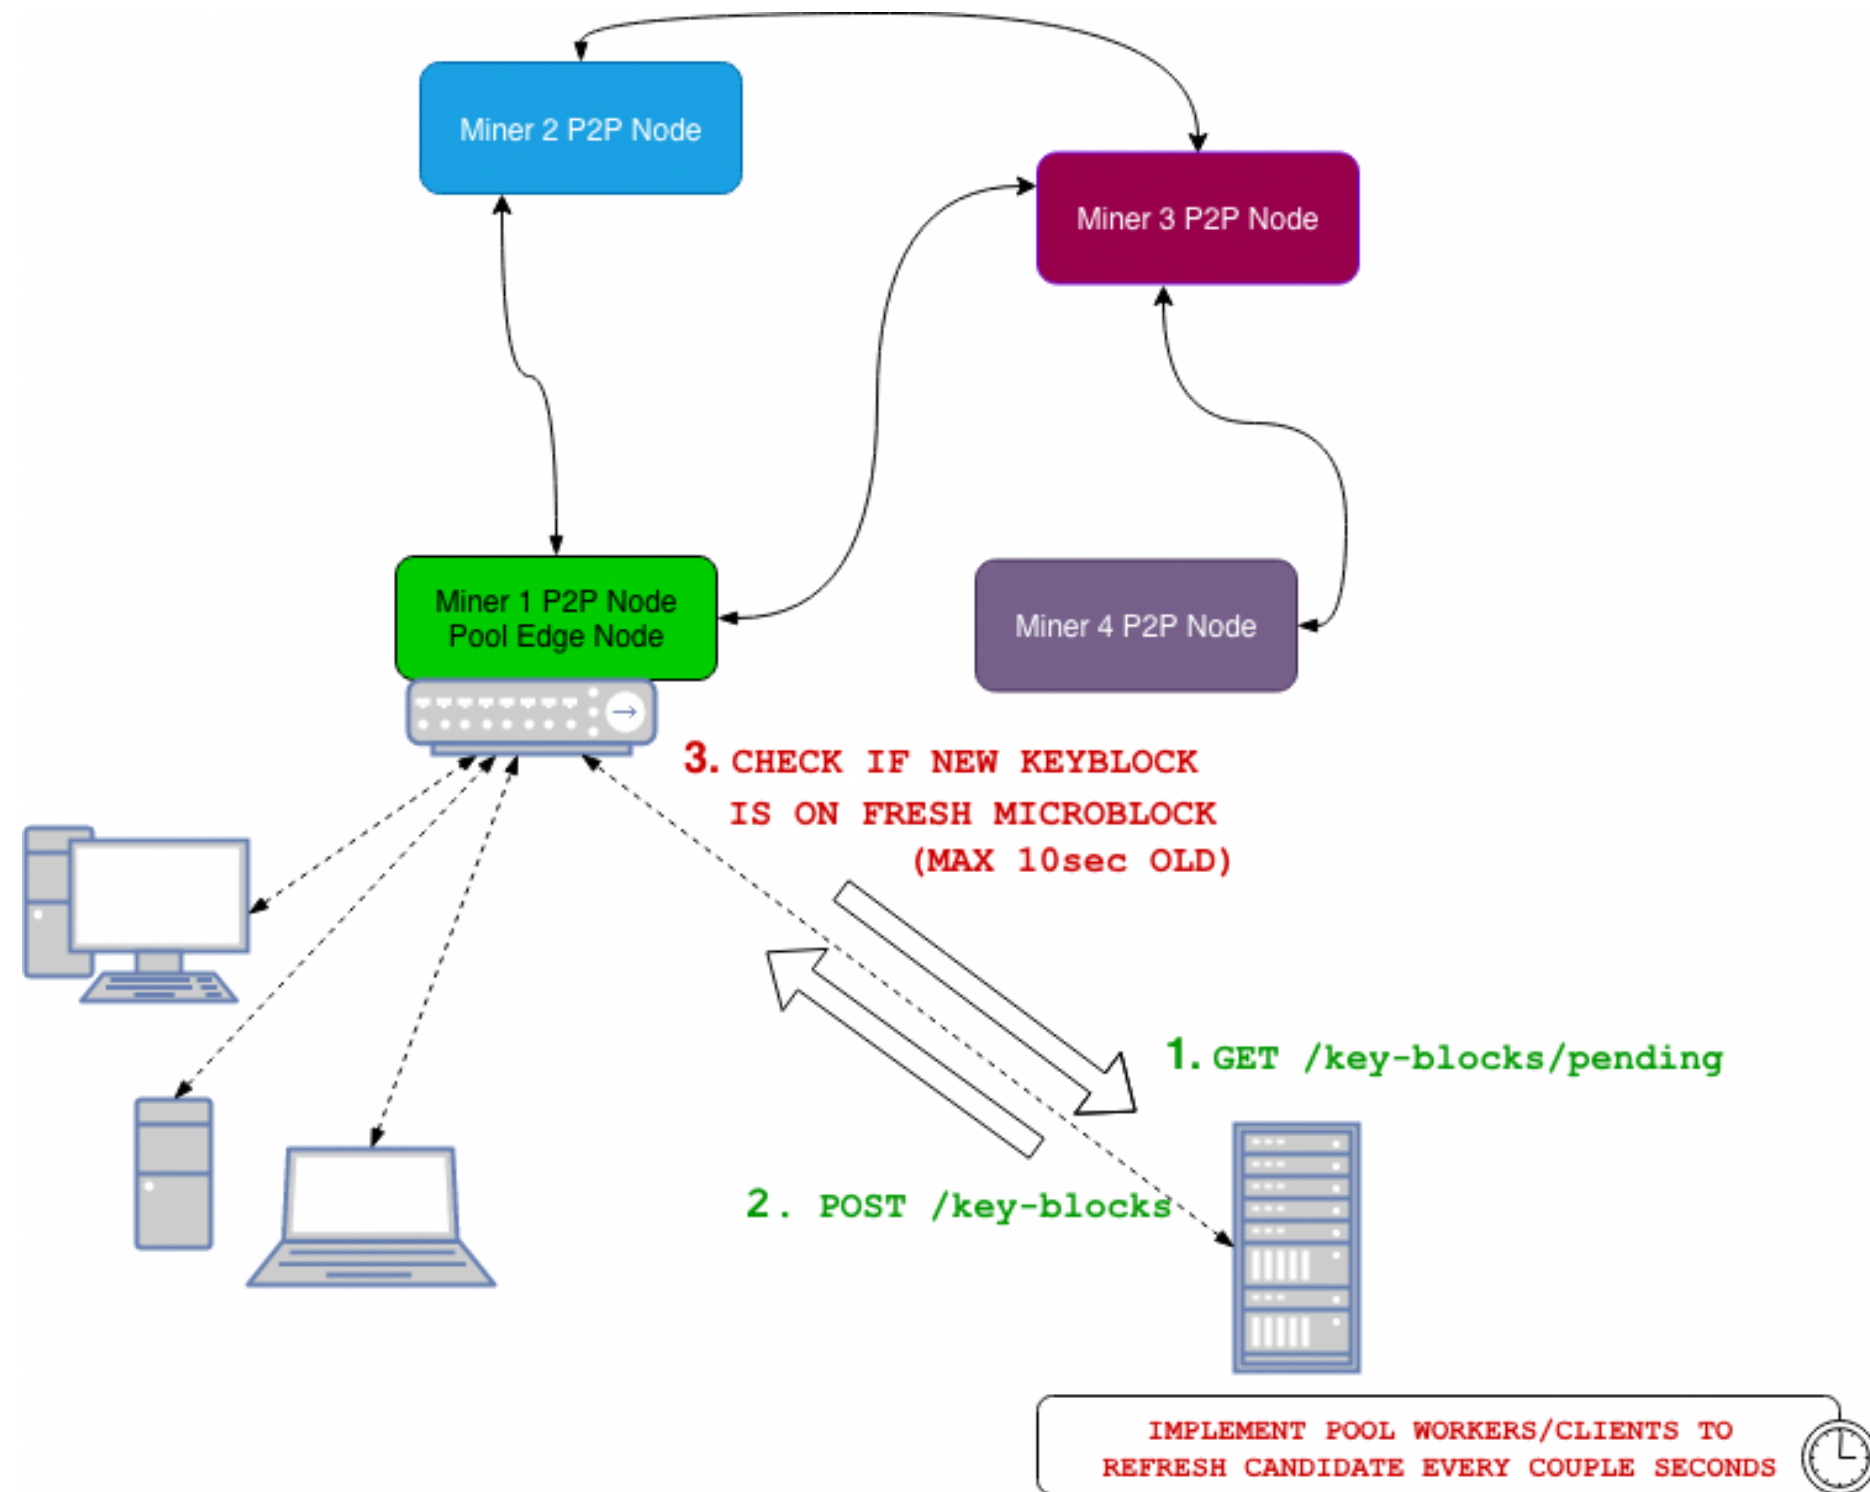 Miner 2 P2P Node
Miner 3 P2P Node
Miner 1 P2P Node
Pool Edge Node
Miner 4 P2P Node
3. CHECK IF NEW KEYBLOCK
IS ON FRESH MICROBLOCK
(MAX 10sec OLD)
1. GET /key-blocks/pending
2. POST /key-blocks
IMPLEMENT POOL WORKERS/CLIENTS TO
REFRESH CANDIDATE EVERY COUPLE SECONDS